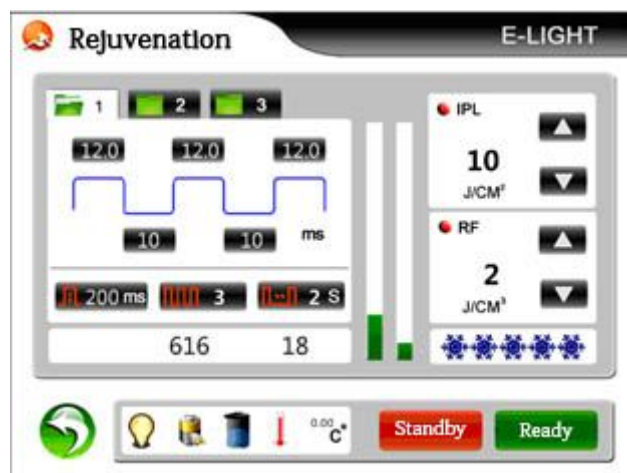 Rejuvenation
E-LIGHT
1 2 3
12.0 12.0 12.0
10 10 ms
200 ms 3 2 S
616 18
IPL
10
J/CM²
RF
2
J/CM³
0.00 C°
Standby Ready